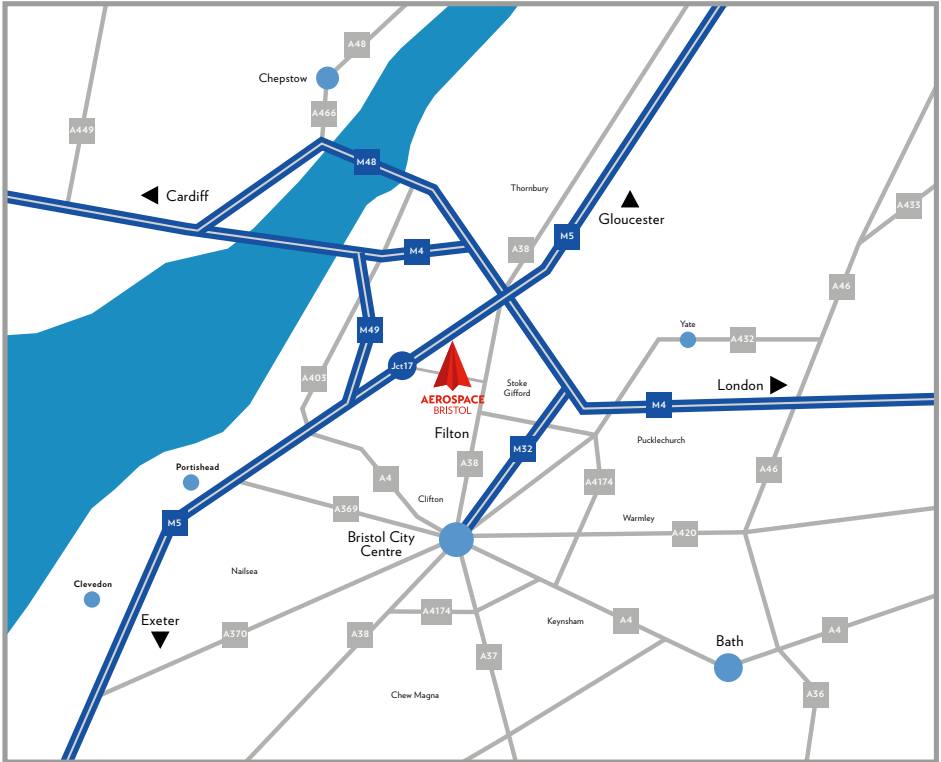 A48
Chepstow
A466
A449
M48
Cardiff
Thornbury
A433
Gloucester
M5
A38
M4
A46
M49
Yate
A432
Jct17
A403
London
Stoke
Gifford
AEROSPACE
BRISTOL
M4
Filton
Pucklechurch
M32
A38
Portishead
A4
A4174
A46
Clifton
A369
M5
Warmley
A420
Bristol City
Centre
Nailsea
Clevedon
Exeter
A4174
Keynsham
A4
A370
A38
A4
Bath
A37
Chew Magna
A36